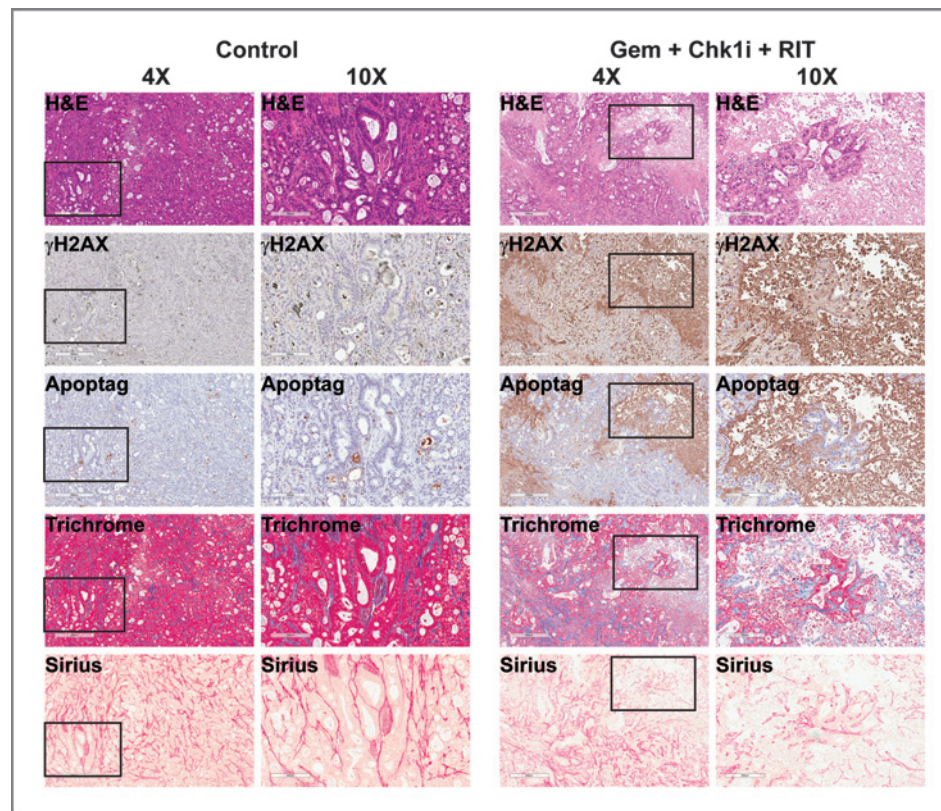 Control
Gem + Chk1i + RIT
4X 10X 4X 10X
H&E H&E H&E H&E
γH2AX γH2AX γH2AX γH2AX
Apoptag Apoptag Apoptag Apoptag
Trichrome Trichrome Trichrome Trichrome
Sirius Sirius Sirius Sirius